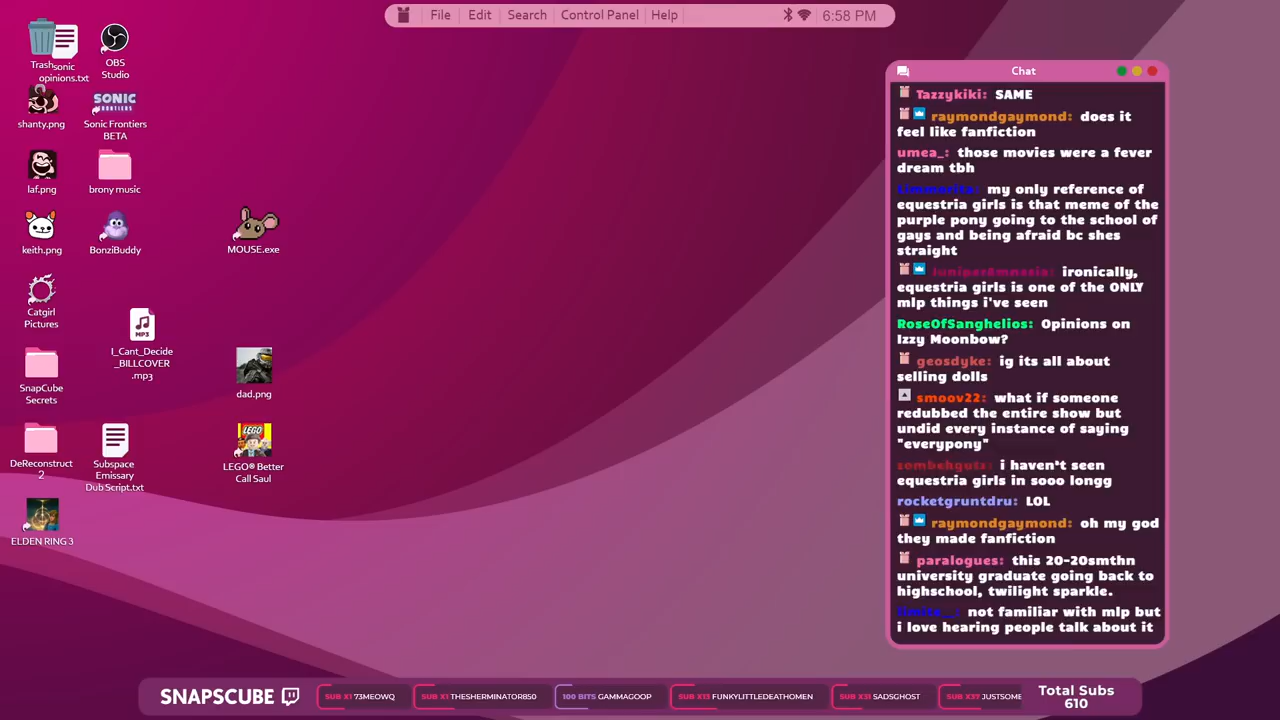 File Edit Search Control Panel Help 6:58 PM
Trash
sonic
opinions.txt
OBS
Studio
shanty.png
SONIC
FRONTIERS
Sonic Frontiers
BETA
laf.png
brony music
keith.png
BonziBuddy
MOUSE.exe
Catgirl
Pictures
MP3
I_Cant_Decide
_BILLCOVER
.mp3
SnapCube
Secrets
dad.png
DeReconstruct
2
Subspace
Emissary
Dub Script.txt
LEGO
LEGO® Better
Call Saul
ELDEN RING 3
Chat
Tazzykiki: SAME
raymondgaymond: does it
feel like fanfiction
umea_: those movies were a fever
dream tbh
my only reference of
equestria girls is that meme of the
purple pony going to the school of
gays and being afraid bc shes
straight
JuniperAmnesia: ironically,
equestria girls is one of the ONLY
mlp things i've seen
RoseOfSanghelios: Opinions on
Izzy Moonbow?
geosdyke: ig its all about
selling dolls
smoov22: what if someone
redubbed the entire show but
undid every instance of saying
"everypony"
zombehgutz: i haven't seen
equestria girls in sooo longg
rocketgruntdru: LOL
raymondgaymond: oh my god
they made fanfiction
paralogues: this 20-20smthn
university graduate going back to
highschool, twilight sparkle.
not familiar with mlp but
i love hearing people talk about it
SNAPSCUBE
SUB X1 73MEOWQ
SUB X1 THESHERMINATOR850
100 BITS GAMMAGOOP
SUB X13 FUNKYLITTLEDEATHOMEN
SUB X31 SADSGHOST
SUB X37 JUSTSOME
Total Subs
610